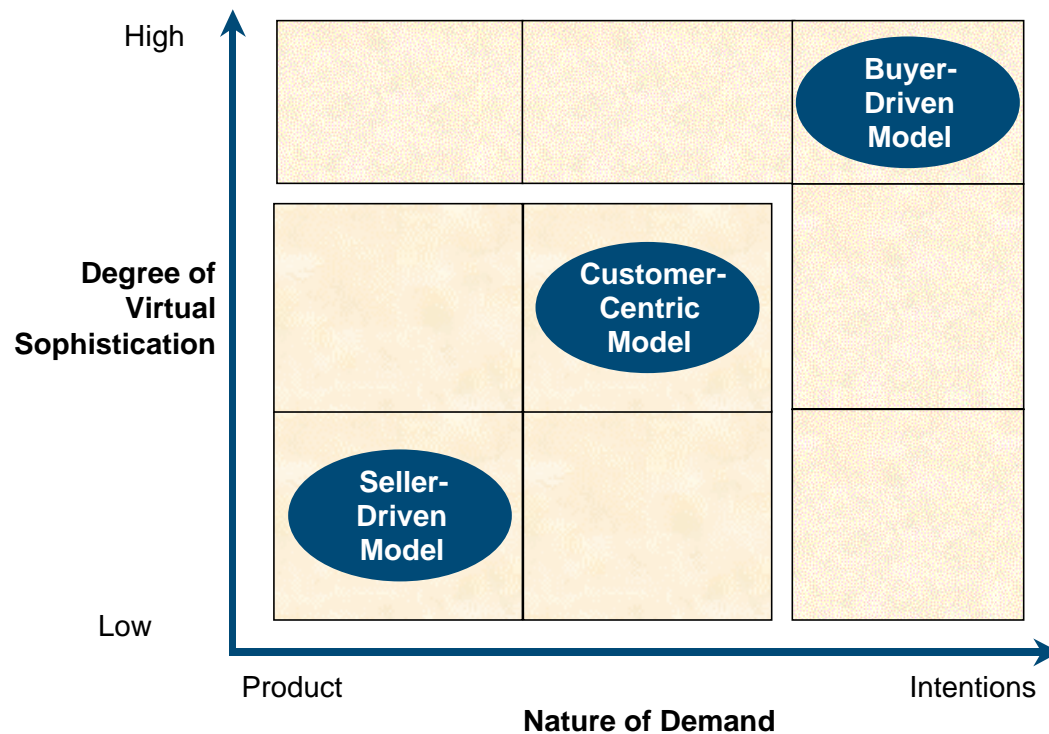 High
Buyer-
Driven
Model
Degree of
Virtual
Sophistication
Customer-
Centric
Model
Seller-
Driven
Model
Low
Product
Intentions
Nature of Demand